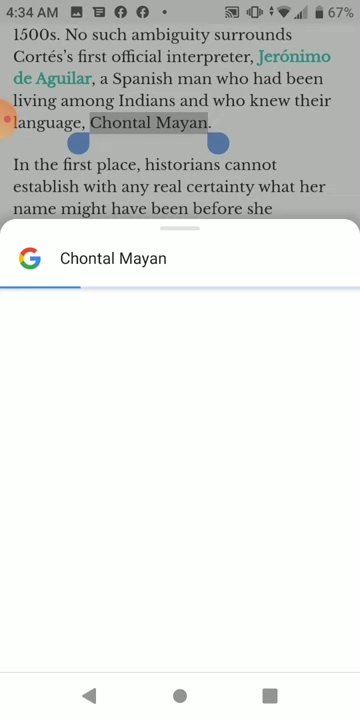 4:34 AM 67%
1500s. No such ambiguity surrounds
Cortés’s first official interpreter, Jerónimo
de Aguilar, a Spanish man who had been
living among Indians and who knew their
language, Chontal Mayan.
In the first place, historians cannot
establish with any real certainty what her
name might have been before she
Chontal Mayan